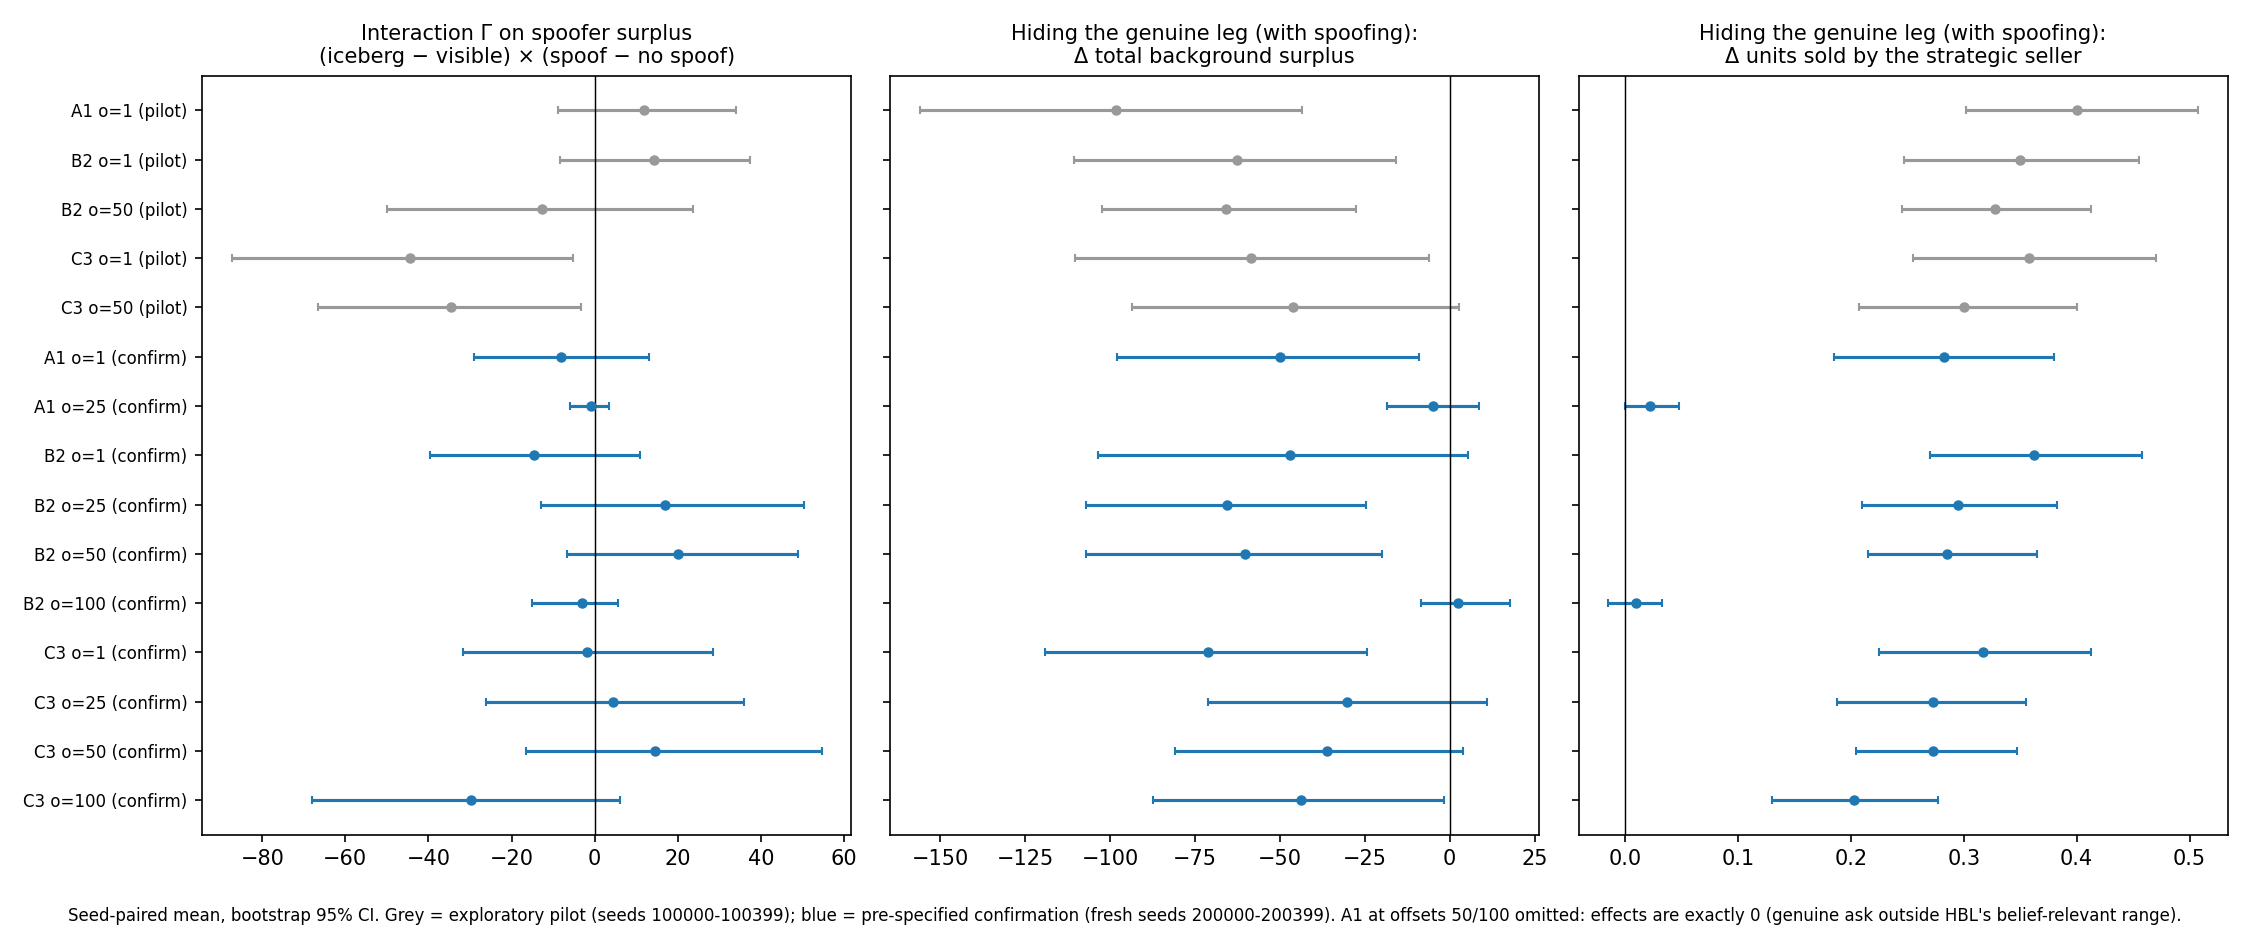 Interaction Γ on spoofer surplus
(iceberg − visible) × (spoof − no spoof)
Hiding the genuine leg (with spoofing):
Δ total background surplus
Hiding the genuine leg (with spoofing):
Δ units sold by the strategic seller
A1 o=1 (pilot)
B2 o=1 (pilot)
B2 o=50 (pilot)
C3 o=1 (pilot)
C3 o=50 (pilot)
A1 o=1 (confirm)
A1 o=25 (confirm)
B2 o=1 (confirm)
B2 o=25 (confirm)
B2 o=50 (confirm)
B2 o=100 (confirm)
C3 o=1 (confirm)
C3 o=25 (confirm)
C3 o=50 (confirm)
C3 o=100 (confirm)
−80 −60 −40 −20 0 20 40 60
−150 −125 −100 −75 −50 −25 0 25
0.0 0.1 0.2 0.3 0.4 0.5
Seed-paired mean, bootstrap 95% CI. Grey = exploratory pilot (seeds 100000-100399); blue = pre-specified confirmation (fresh seeds 200000-200399). A1 at offsets 50/100 omitted: effects are exactly 0 (genuine ask outside HBL's belief-relevant range).